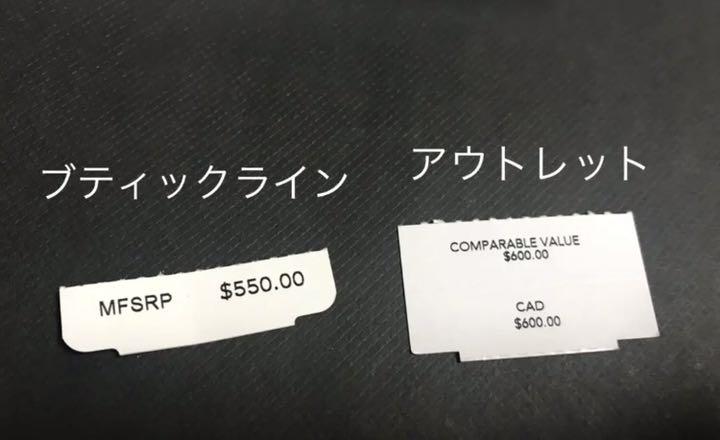 ブティックライン
アウトレット
MFSRP $550.00
COMPARABLE VALUE
$600.00
CAD
$600.00